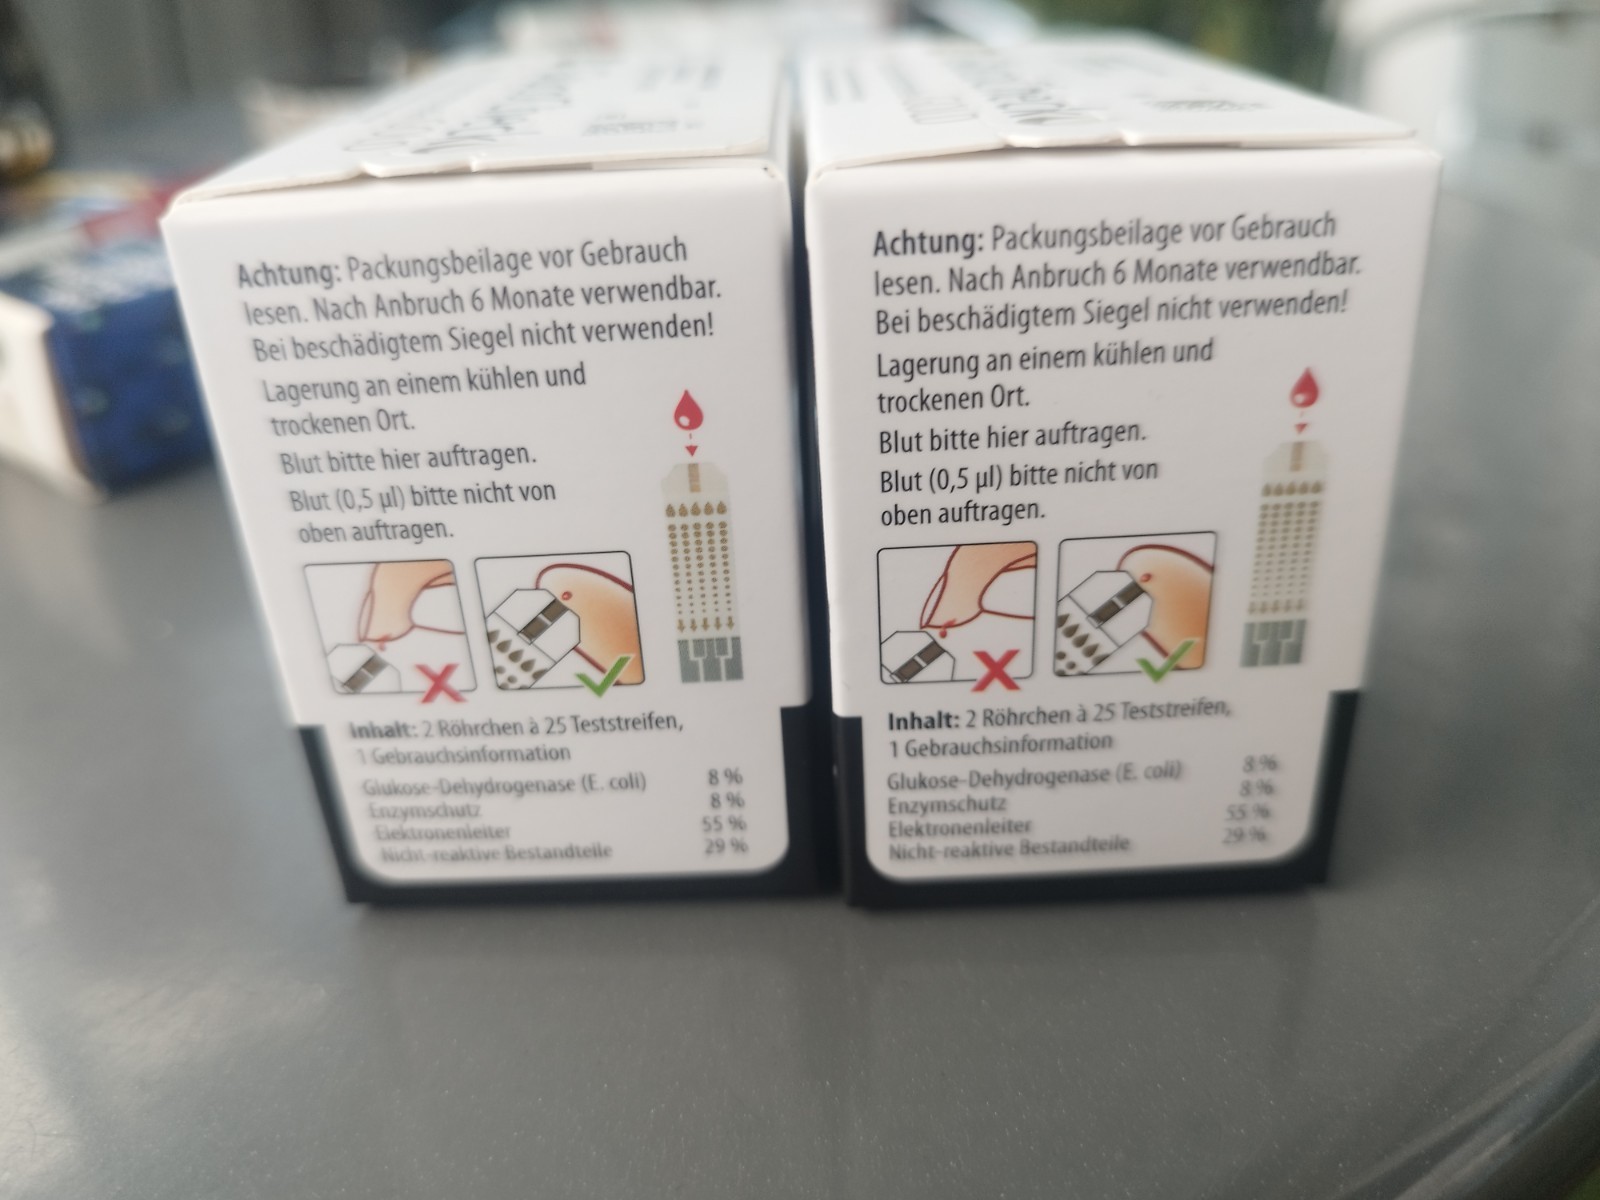 Achtung: Packungsbeilage vor Gebrauch
lesen. Nach Anbruch 6 Monate verwendbar.
Bei beschädigtem Siegel nicht verwenden!
Lagerung an einem kühlen und
trockenen Ort.
Blut bitte hier auftragen.
Blut (0,5 µl) bitte nicht von
oben auftragen.
Inhalt: 2 Röhrchen à 25 Teststreifen,
1 Gebrauchsinformation
Glukose-Dehydrogenase (E. coli) 8 %
Enzymschutz 8 %
Elektronenleiter 55 %
Nicht-reaktive Bestandteile 29 %
Achtung: Packungsbeilage vor Gebrauch
lesen. Nach Anbruch 6 Monate verwendbar.
Bei beschädigtem Siegel nicht verwenden!
Lagerung an einem kühlen und
trockenen Ort.
Blut bitte hier auftragen.
Blut (0,5 µl) bitte nicht von
oben auftragen.
Inhalt: 2 Röhrchen à 25 Teststreifen,
1 Gebrauchsinformation
Glukose-Dehydrogenase (E. coli) 8 %
Enzymschutz 8 %
Elektronenleiter 55 %
Nicht-reaktive Bestandteile 29 %